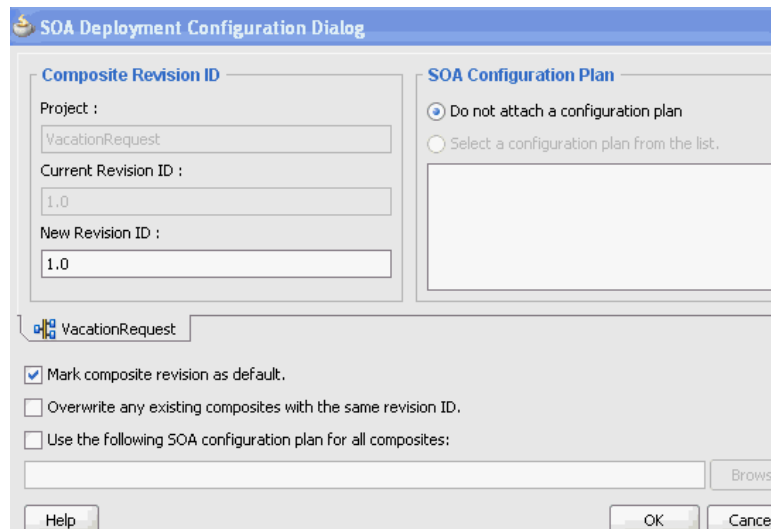 SOA Deployment Configuration Dialog
Composite Revision ID
Project :
VacationRequest
Current Revision ID :
1.0
New Revision ID :
1.0
SOA Configuration Plan
Do not attach a configuration plan
Select a configuration plan from the list.
VacationRequest
Mark composite revision as default.
Overwrite any existing composites with the same revision ID.
Use the following SOA configuration plan for all composites:
Brows
Help
OK
Cance